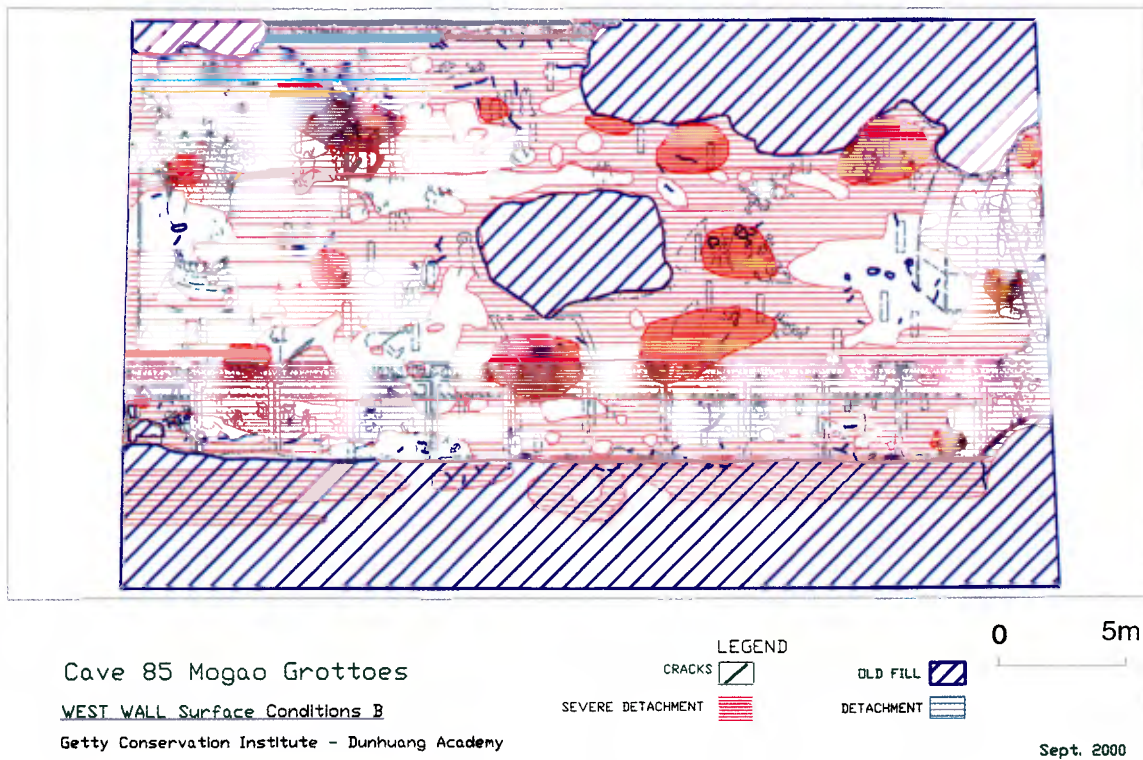 0 5m
LEGEND
Cave 85 Mogao Grottoes
CRACKS
OLD FILL
WEST WALL Surface Conditions B
SEVERE DETACHMENT
DETACHMENT
Getty Conservation Institute - Dunhuang Academy
Sept. 2000